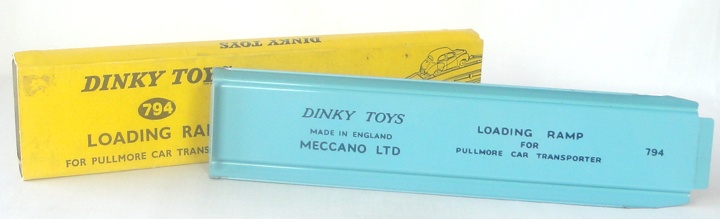 DINKY TOYS
DINKY TOYS
794
LOADING RAM
FOR PULLMORE CAR TRANS
DINKY TOYS
MADE IN ENGLAND
MECCANO LTD
LOADING RAMP
FOR
PULLMORE CAR TRANSPORTER
794